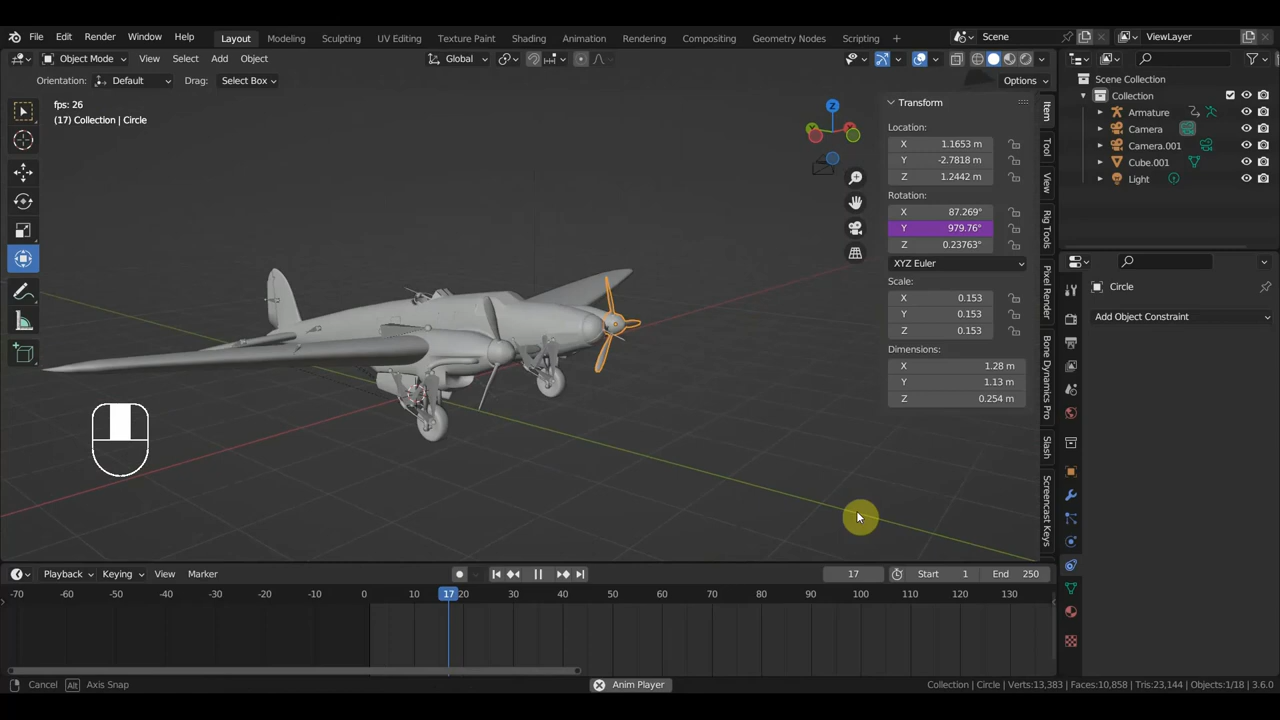 File Edit Render Window Help Layout Modeling Sculpting UV Editing Texture Paint Shading Animation Rendering Compositing Geometry Nodes Scripting + Scene ViewLayer
Object Mode View Select Add Object Global
Orientation: Default Drag: Select Box Options
fps: 26
(17) Collection | Circle
Transform
Location:
X 1.1653 m
Y -2.7818 m
Z 1.2442 m
Rotation:
X 87.269°
Y 979.76°
Z 0.23763°
XYZ Euler
Scale:
X 0.153
Y 0.153
Z 0.153
Dimensions:
X 1.28 m
Y 1.13 m
Z 0.254 m
Item
Tool
View
Rig Tools
Pixel Render
Bone Dynamics Pro
Slash
Screencast Keys
Scene Collection
Collection
Armature
Camera
Camera.001
Cube.001
Light
Circle
Add Object Constraint
Playback Keying View Marker 17 Start 1 End 250
-70 -60 -50 -40 -30 -20 -10 0 10 17 20 30 40 50 60 70 80 90 100 110 120 130
Cancel Alt Axis Snap Anim Player Collection | Circle | Verts:13,383 | Faces:10,858 | Tris:23,144 | Objects:1/18 | 3.6.0